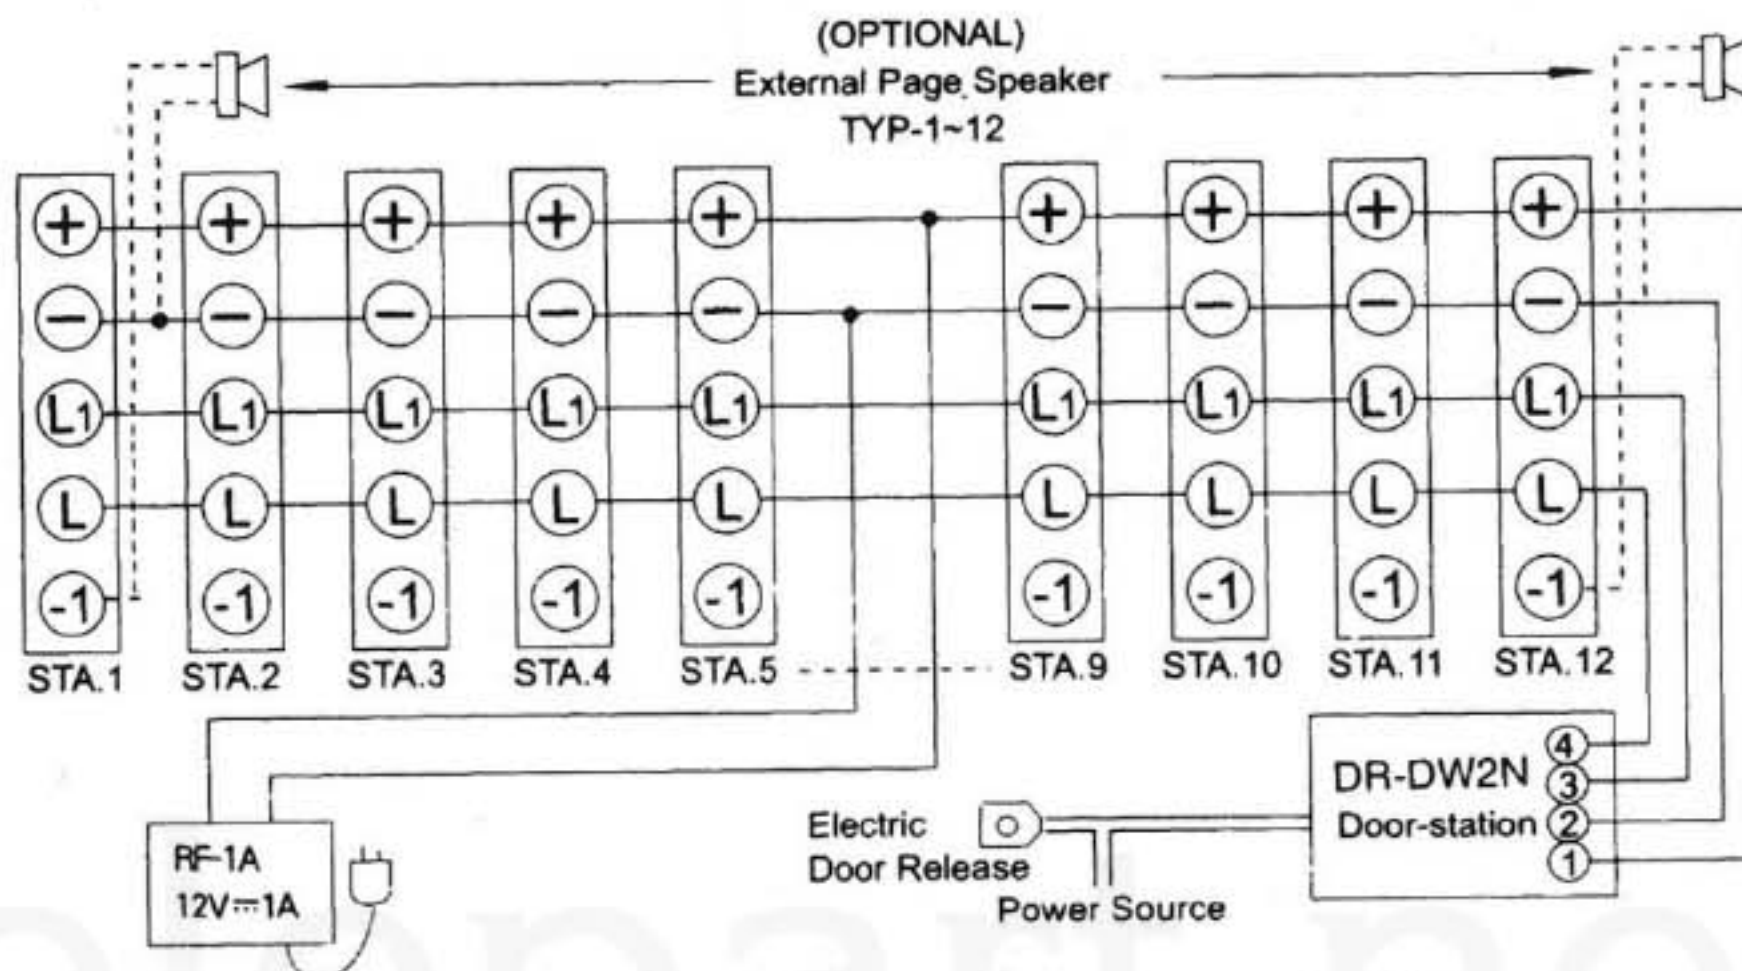 (OPTIONAL)
External Page Speaker
TYP-1~12
+ + + + + + + + +
− − − − − − − − −
L1 L1 L1 L1 L1 L1 L1 L1 L1
L L L L L L L L L
-1 -1 -1 -1 -1 -1 -1 -1 -1
STA.1 STA.2 STA.3 STA.4 STA.5 STA.9 STA.10 STA.11 STA.12
RF-1A
12V⎓1A
Electric
Door Release
Power Source
DR-DW2N
Door-station
4
3
2
1